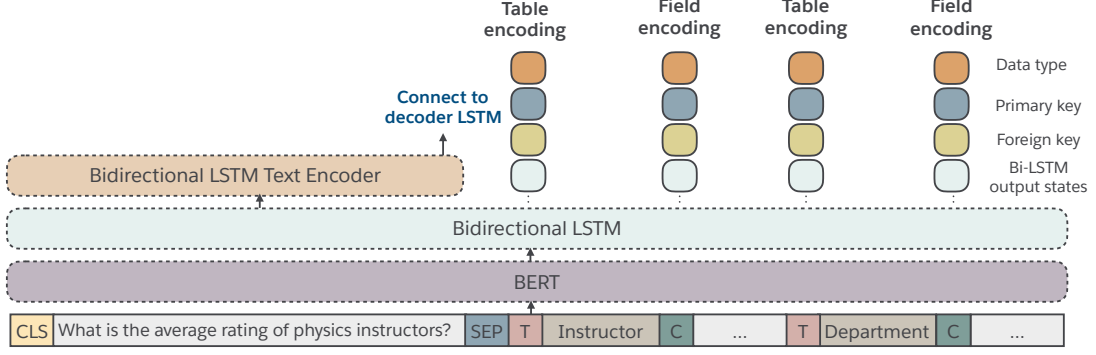 Table encoding
Field encoding
Table encoding
Field encoding
Data type
Connect to decoder LSTM
Primary key
Foreign key
Bidirectional LSTM Text Encoder
Bi-LSTM output states
Bidirectional LSTM
BERT
CLS What is the average rating of physics instructors? SEP T Instructor C ... T Department C ...